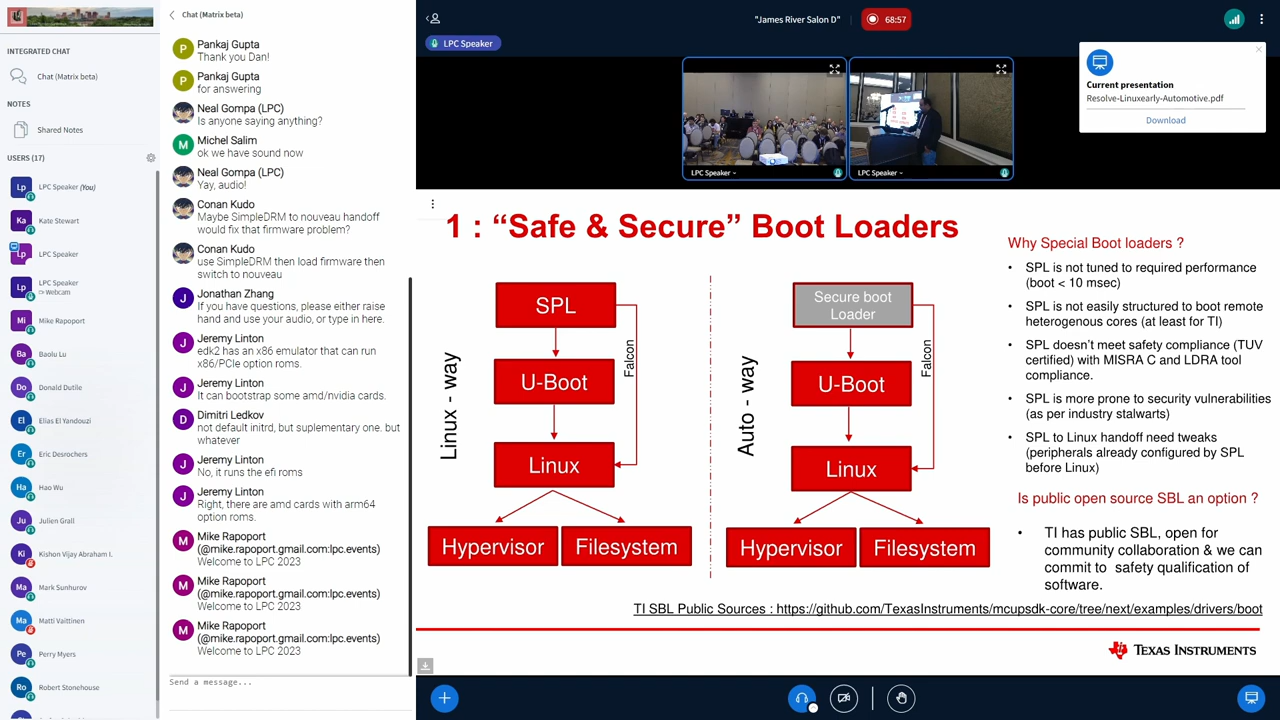 INTEGRATED CHAT
Chat (Matrix beta)
NOTES
Shared Notes
USERS (17)
Lp
LPC Speaker (You)
Ka
Kate Stewart
Lp
LPC Speaker
Lp
LPC Speaker
Webcam
Mi
Mike Rapoport
Ba
Baolu Lu
Do
Donald Dutile
El
Elias El Yandouzi
Er
Eric Desrochers
Ha
Hao Wu
Ju
Julien Grall
Ki
Kishon Vijay Abraham I.
Ma
Mark Sunhurov
Ma
Matti Vaittinen
Pe
Perry Myers
Ro
Robert Stonehouse
Chat (Matrix beta)
P
Pankaj Gupta
Thank you Dan!
P
Pankaj Gupta
for answering
Neal Gompa (LPC)
Is anyone saying anything?
M
Michel Salim
ok we have sound now
Neal Gompa (LPC)
Yay, audio!
Conan Kudo
Maybe SimpleDRM to nouveau handoff
would fix that firmware problem?
Conan Kudo
use SimpleDRM then load firmware then
switch to nouveau
J
Jonathan Zhang
If you have questions, please either raise
hand and use your audio, or type in here.
J
Jeremy Linton
edk2 has an x86 emulator that can run
x86/PCIe option roms.
J
Jeremy Linton
It can bootstrap some amd/nvidia cards.
D
Dimitri Ledkov
not default initrd, but suplementary one. but
whatever
J
Jeremy Linton
No, it runs the efi roms
J
Jeremy Linton
Right, there are amd cards with arm64
option roms.
M
Mike Rapoport
(@mike.rapoport.gmail.com:lpc.events)
Welcome to LPC 2023
M
Mike Rapoport
(@mike.rapoport.gmail.com:lpc.events)
Welcome to LPC 2023
M
Mike Rapoport
(@mike.rapoport.gmail.com:lpc.events)
Welcome to LPC 2023
Send a message...
"James River Salon D"
68:57
LPC Speaker
LPC Speaker
LPC Speaker
Current presentation
Resolve-Linuxearly-Automotive.pdf
Download
1 : “Safe & Secure” Boot Loaders
Linux - way
SPL
U-Boot
Linux
Hypervisor
Filesystem
Falcon
Auto - way
Secure boot
Loader
U-Boot
Linux
Hypervisor
Filesystem
Falcon
Why Special Boot loaders ?
• SPL is not tuned to required performance
(boot < 10 msec)
• SPL is not easily structured to boot remote
heterogenous cores (at least for TI)
• SPL doesn’t meet safety compliance (TUV
certified) with MISRA C and LDRA tool
compliance.
• SPL is more prone to security vulnerabilities
(as per industry stalwarts)
• SPL to Linux handoff need tweaks
(peripherals already configured by SPL
before Linux)
Is public open source SBL an option ?
• TI has public SBL, open for
community collaboration & we can
commit to safety qualification of
software.
TI SBL Public Sources : https://github.com/TexasInstruments/mcupsdk-core/tree/next/examples/drivers/boot
TEXAS INSTRUMENTS